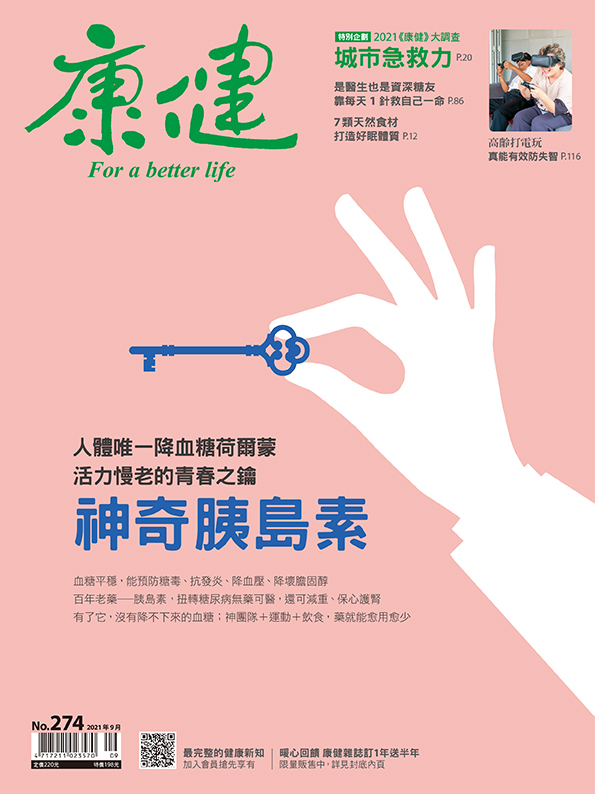 康健
For a better life
特別企劃 2021《康健》大調查
城市急救力 P.20
是醫生也是資深糖友
靠每天 1 針救自己一命 P.86
7 類天然食材
打造好眠體質 P.12
高齡打電玩
真能有效防失智 P.116
人體唯一降血糖荷爾蒙
活力慢老的青春之鑰
神奇胰島素
血糖平穩，能預防糖毒、抗發炎、降血壓、降壞膽固醇
百年老藥——胰島素，扭轉糖尿病無藥可醫，還可減重、保心護腎
有了它，沒有降不下來的血糖；神團隊＋運動＋飲食，藥就能愈用愈少
No.274 2021 年 9 月
4 717211 023570 09
定價220元 特價198元
最完整的健康新知
加入會員搶先享有
暖心回饋 康健雜誌訂1年送半年
限量販售中，詳見封底內頁